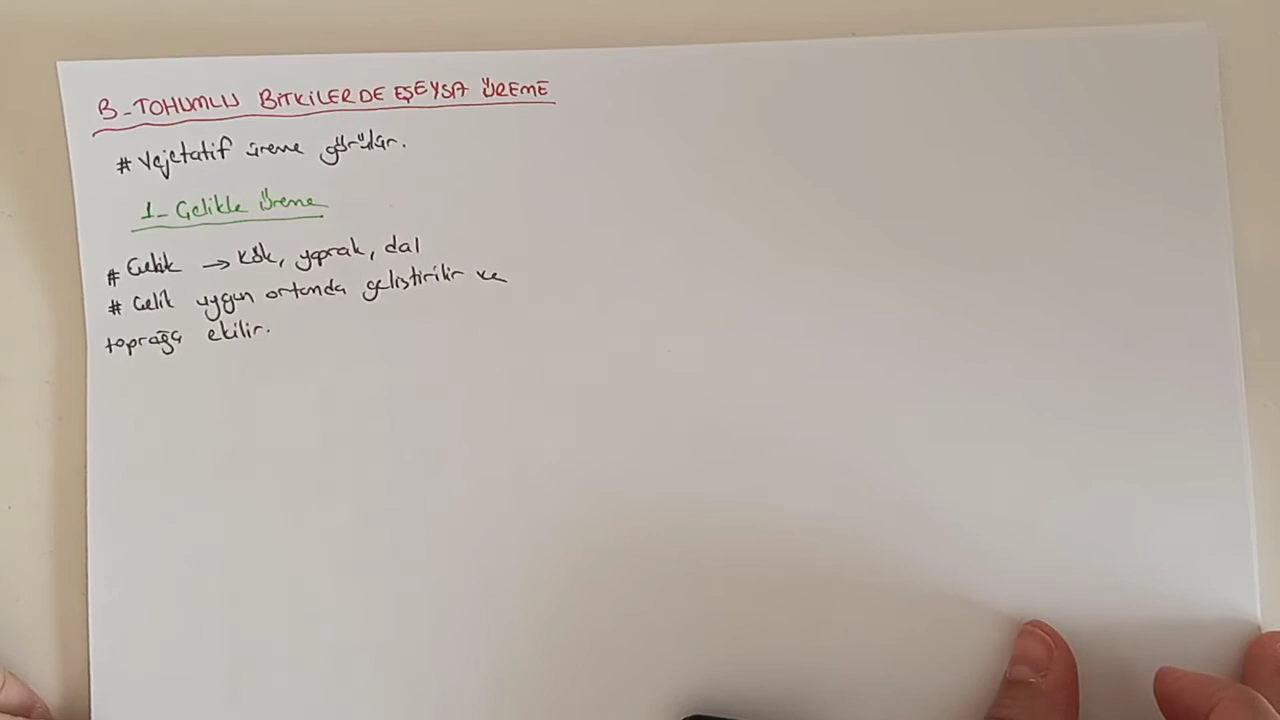 B_TOHUMLU BİTKİLERDE EŞEYSA ÜREME
# Vejetatif üreme görülür.
1_ Çelikle Üreme
# Çelik → kök, yaprak, dal
# Çelik uygun ortamda geliştirilir ve
toprağa ekilir.